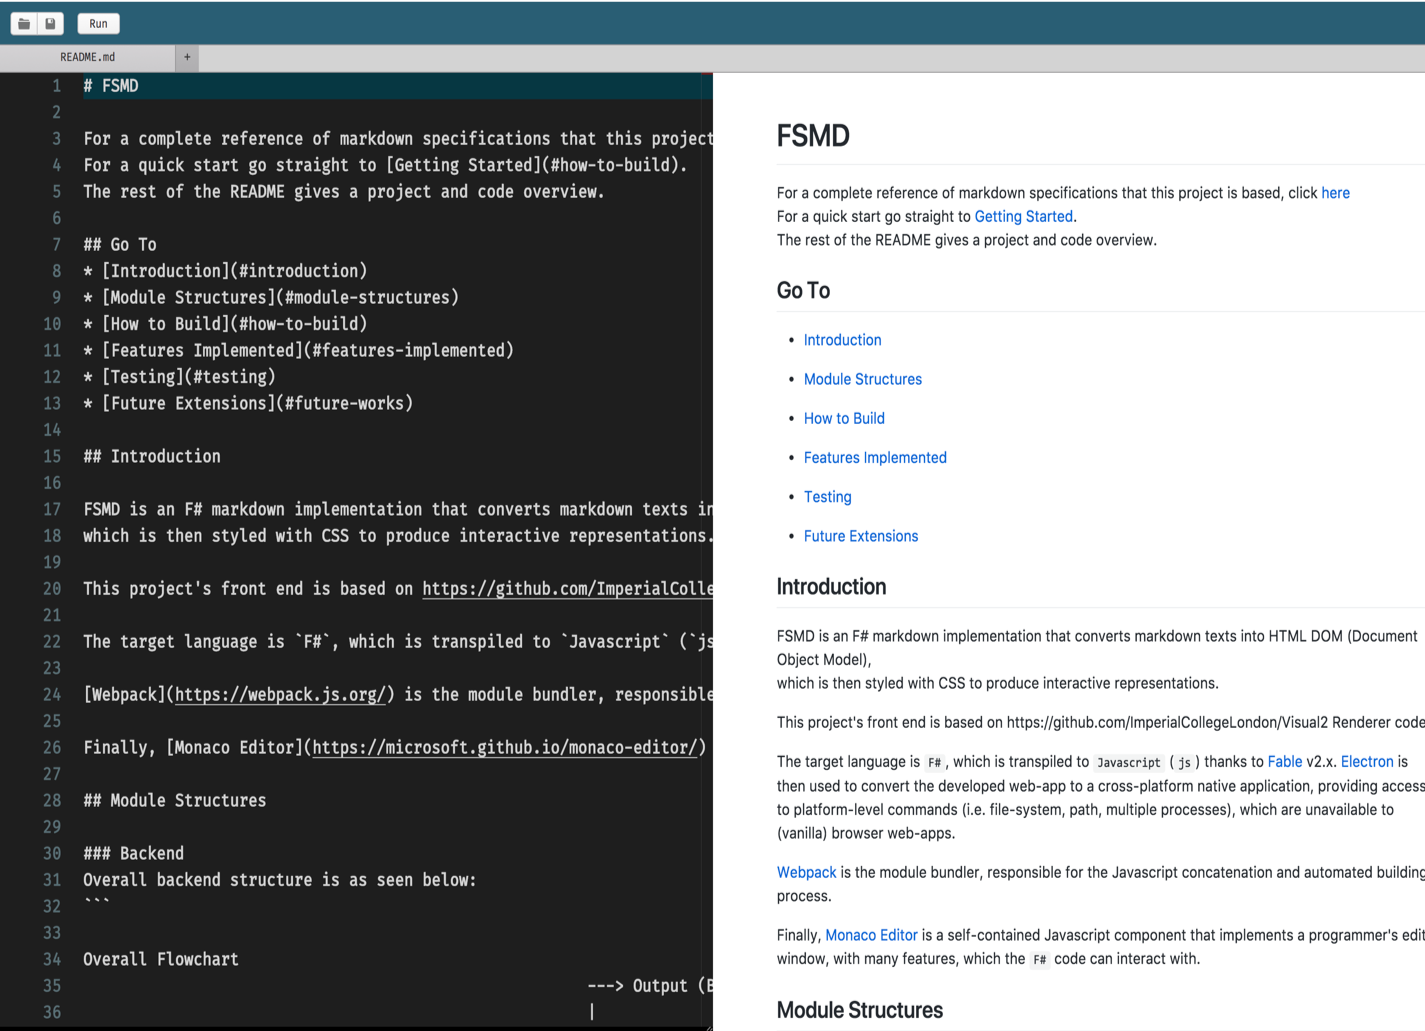 Run
README.md
+
1 # FSMD
2
3 For a complete reference of markdown specifications that this project
4 For a quick start go straight to [Getting Started](#how-to-build).
5 The rest of the README gives a project and code overview.
6
7 ## Go To
8 * [Introduction](#introduction)
9 * [Module Structures](#module-structures)
10 * [How to Build](#how-to-build)
11 * [Features Implemented](#features-implemented)
12 * [Testing](#testing)
13 * [Future Extensions](#future-works)
14
15 ## Introduction
16
17 FSMD is an F# markdown implementation that converts markdown texts in
18 which is then styled with CSS to produce interactive representations.
19
20 This project's front end is based on https://github.com/ImperialColle
21
22 The target language is `F#`, which is transpiled to `Javascript` (`js
23
24 [Webpack](https://webpack.js.org/) is the module bundler, responsible
25
26 Finally, [Monaco Editor](https://microsoft.github.io/monaco-editor/)
27
28 ## Module Structures
29
30 ### Backend
31 Overall backend structure is as seen below:
32 ```
33
34 Overall Flowchart
35 ---> Output (B
36 |
FSMD
For a complete reference of markdown specifications that this project is based, click here
For a quick start go straight to Getting Started.
The rest of the README gives a project and code overview.
Go To
• Introduction
• Module Structures
• How to Build
• Features Implemented
• Testing
• Future Extensions
Introduction
FSMD is an F# markdown implementation that converts markdown texts into HTML DOM (Document
Object Model),
which is then styled with CSS to produce interactive representations.
This project's front end is based on https://github.com/ImperialCollegeLondon/Visual2 Renderer code
The target language is F#, which is transpiled to Javascript (js) thanks to Fable v2.x. Electron is
then used to convert the developed web-app to a cross-platform native application, providing access
to platform-level commands (i.e. file-system, path, multiple processes), which are unavailable to
(vanilla) browser web-apps.
Webpack is the module bundler, responsible for the Javascript concatenation and automated building
process.
Finally, Monaco Editor is a self-contained Javascript component that implements a programmer's edit
window, with many features, which the F# code can interact with.
Module Structures